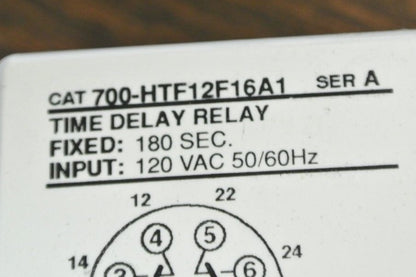 CAT 700-HTF12F16A1 SER A
TIME DELAY RELAY
FIXED: 180 SEC.
INPUT: 120 VAC 50/60Hz
12 22
4 5
14 24
3 6